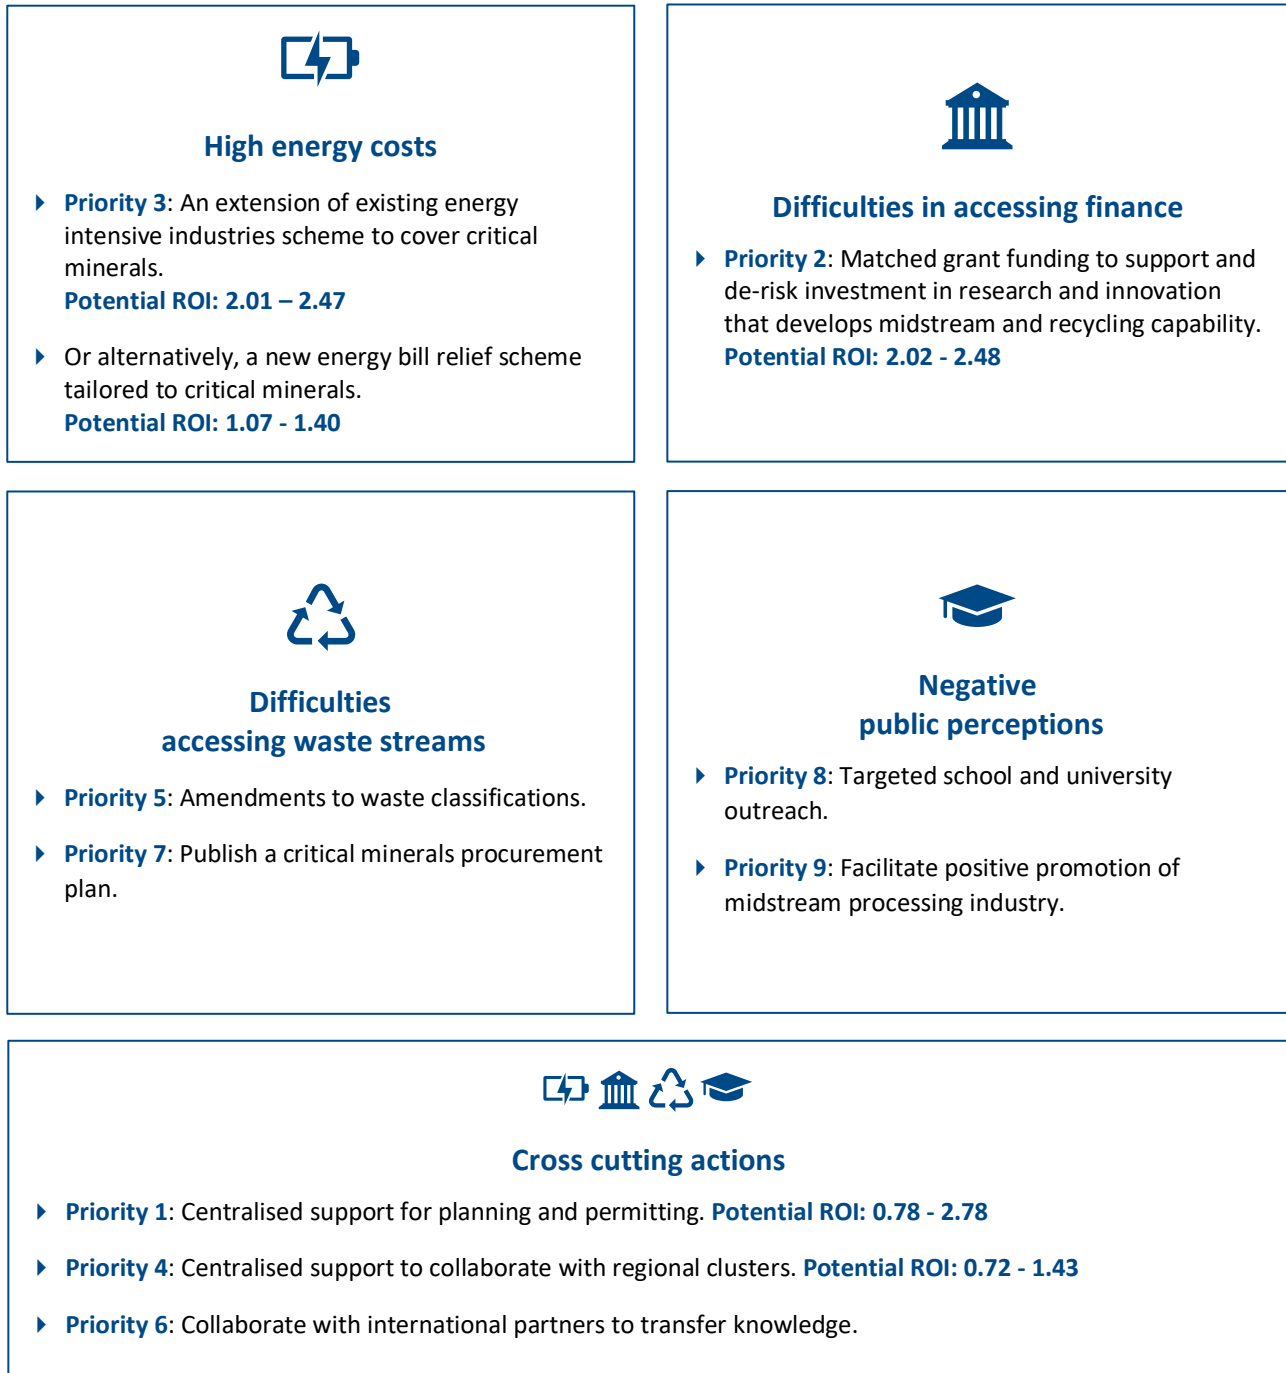 High energy costs
Priority 3: An extension of existing energy
intensive industries scheme to cover critical
minerals.
Potential ROI: 2.01 – 2.47
Or alternatively, a new energy bill relief scheme
tailored to critical minerals.
Potential ROI: 1.07 - 1.40
Difficulties in accessing finance
Priority 2: Matched grant funding to support and
de-risk investment in research and innovation
that develops midstream and recycling capability.
Potential ROI: 2.02 - 2.48
Difficulties
accessing waste streams
Priority 5: Amendments to waste classifications.
Priority 7: Publish a critical minerals procurement
plan.
Negative
public perceptions
Priority 8: Targeted school and university
outreach.
Priority 9: Facilitate positive promotion of
midstream processing industry.
Cross cutting actions
Priority 1: Centralised support for planning and permitting. Potential ROI: 0.78 - 2.78
Priority 4: Centralised support to collaborate with regional clusters. Potential ROI: 0.72 - 1.43
Priority 6: Collaborate with international partners to transfer knowledge.